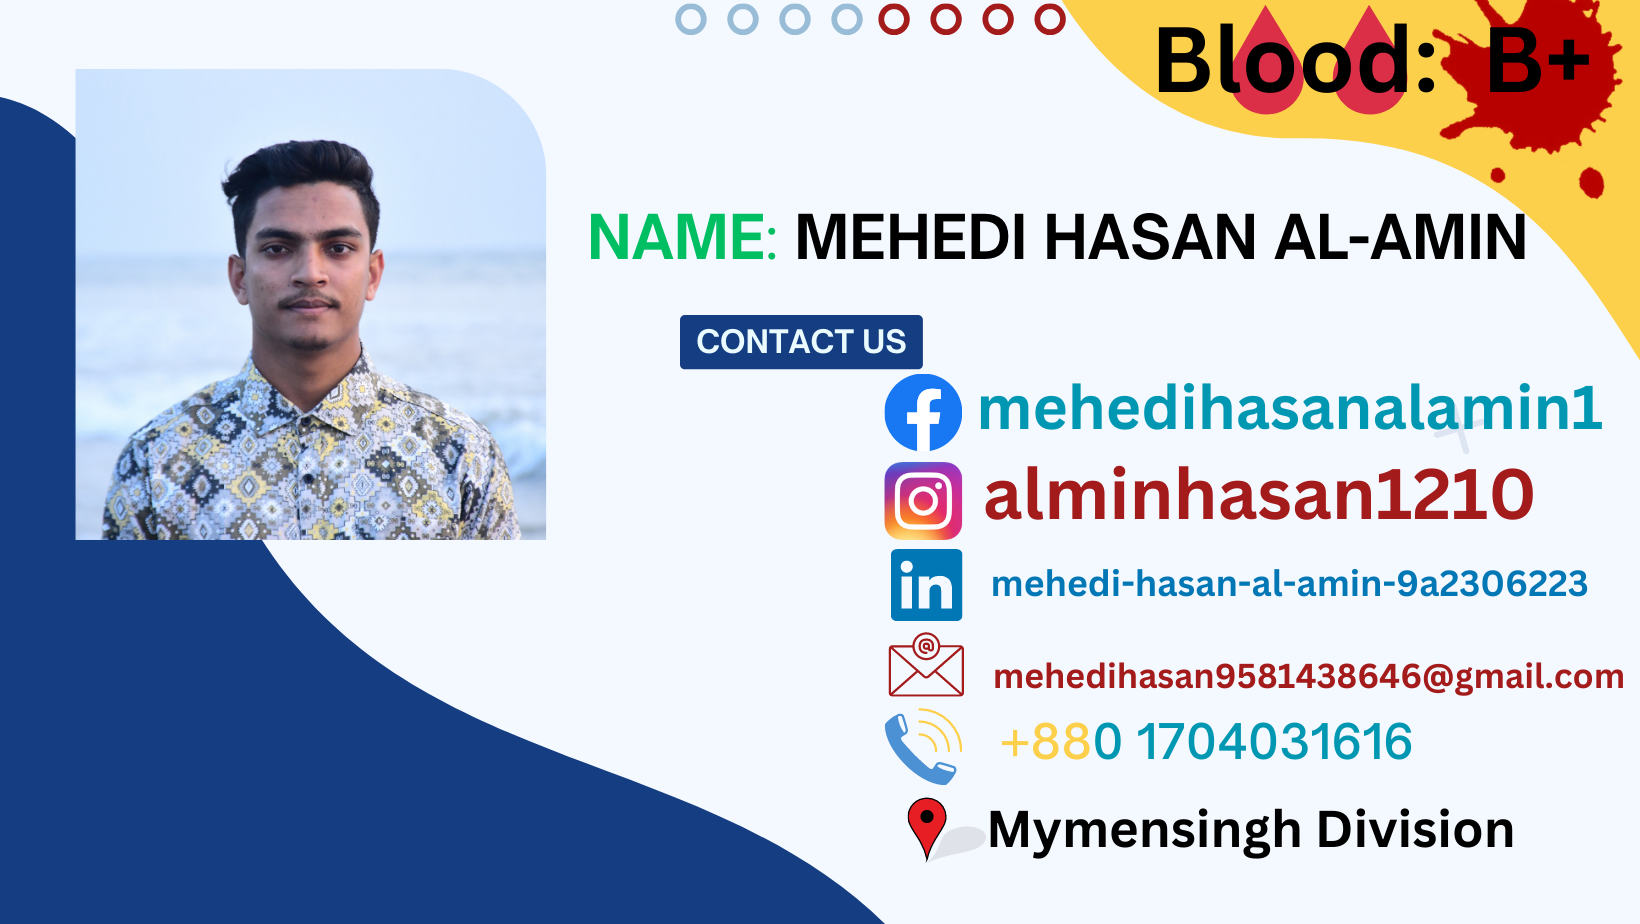 Blood: B+
NAME: MEHEDI HASAN AL-AMIN
CONTACT US
mehedihasanalamin1
alminhasan1210
in mehedi-hasan-al-amin-9a2306223
@ mehedihasan9581438646@gmail.com
+880 1704031616
Mymensingh Division